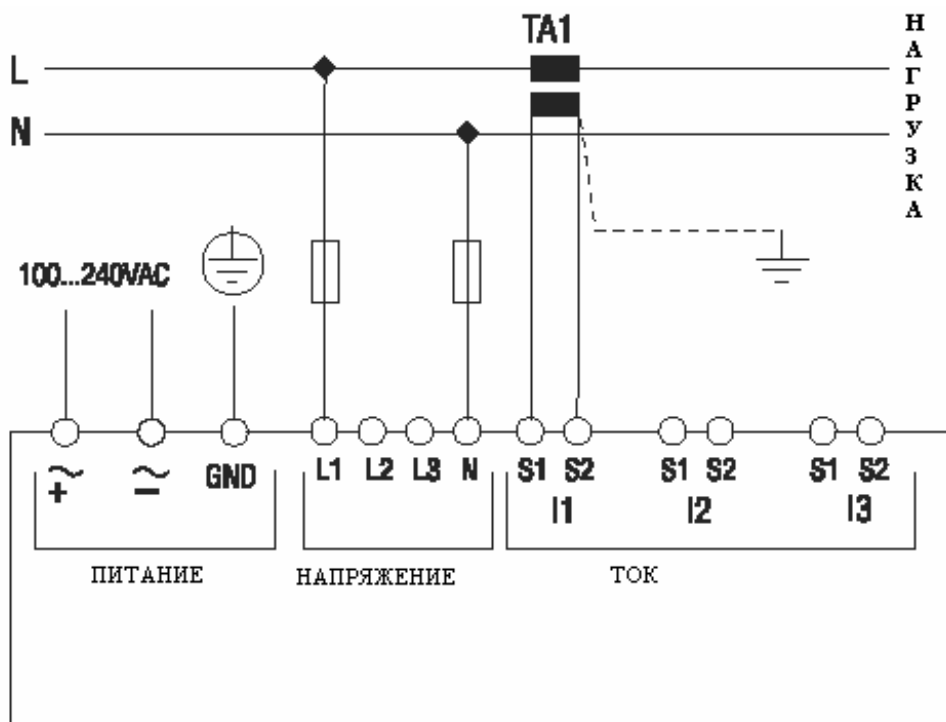 TA1
L
N
НАГРУЗКА
100...240VAC
~ + ~ - GND L1 L2 L3 N S1 S2 S1 S2 S1 S2
I1 I2 I3
ПИТАНИЕ НАПРЯЖЕНИЕ ТОК